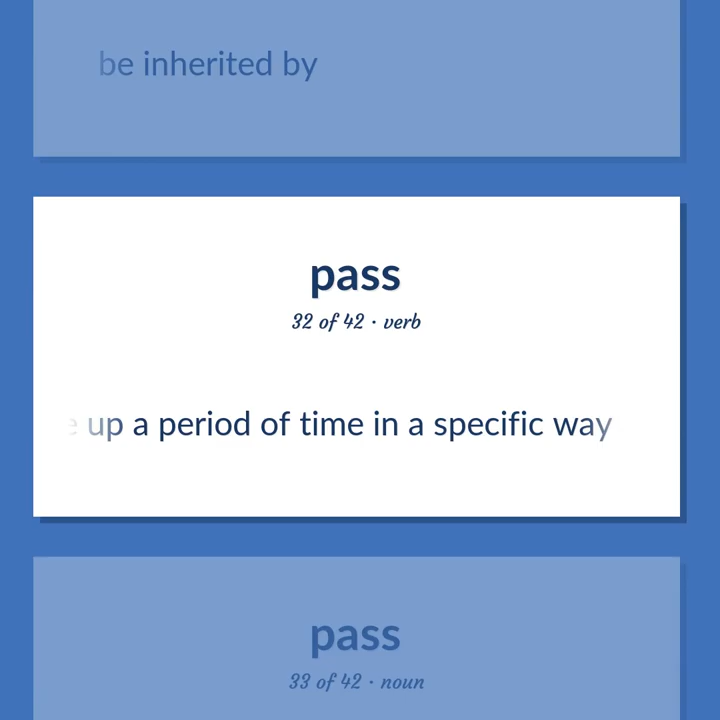 be inherited by
pass
32 of 42 · verb
up a period of time in a specific way
pass
33 of 42 · noun